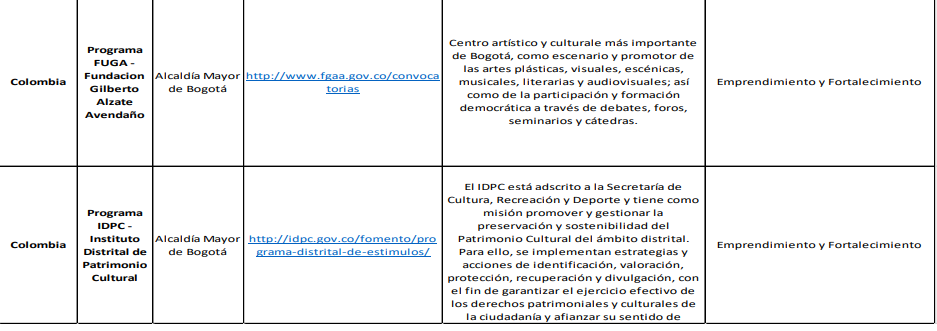 Colombia
Programa
FUGA -
Fundacion
Gilberto
Alzate
Avendaño
Alcaldía Mayor
de Bogotá
http://www.fgaa.gov.co/convoca
torias
Centro artístico y culturale más importante
de Bogotá, como escenario y promotor de
las artes plásticas, visuales, escénicas,
musicales, literarias y audiovisuales; así
como de la participación y formación
democrática a través de debates, foros,
seminarios y cátedras.
Emprendimiento y Fortalecimiento
Colombia
Programa
IDPC -
Instituto
Distrital de
Patrimonio
Cultural
Alcaldía Mayor
de Bogotá
http://idpc.gov.co/fomento/pro
grama-distrital-de-estimulos/
El IDPC está adscrito a la Secretaría de
Cultura, Recreación y Deporte y tiene como
misión promover y gestionar la
preservación y sostenibilidad del
Patrimonio Cultural del ámbito distrital.
Para ello, se implementan estrategias y
acciones de identificación, valoración,
protección, recuperación y divulgación, con
el fin de garantizar el ejercicio efectivo de
los derechos patrimoniales y culturales de
la ciudadanía y afianzar su sentido de
Emprendimiento y Fortalecimiento